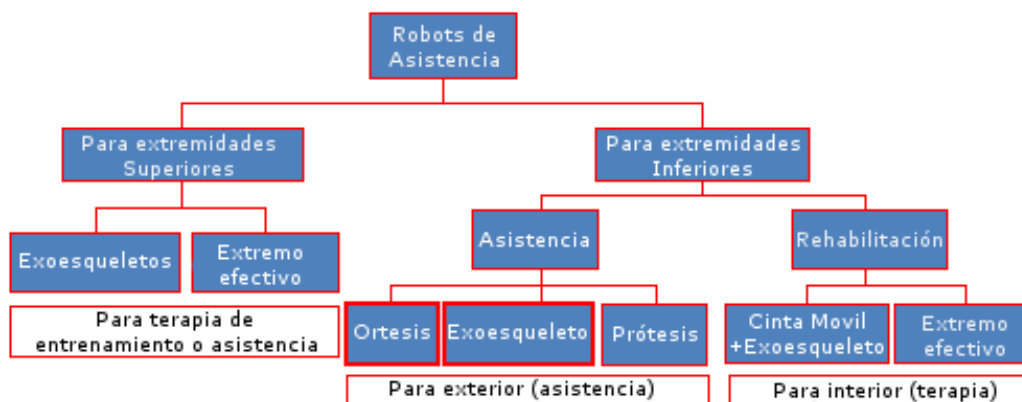 Robots de
Asistencia
Para extremidades
Superiores
Para extremidades
Inferiores
Exoesqueletos
Extremo
efectivo
Asistencia
Rehabilitación
Para terapia de
entrenamiento o asistencia
Ortesis
Exoesqueleto
Prótesis
Cinta Movil
+Exoesqueleto
Extremo
efectivo
Para exterior (asistencia)
Para interior (terapia)